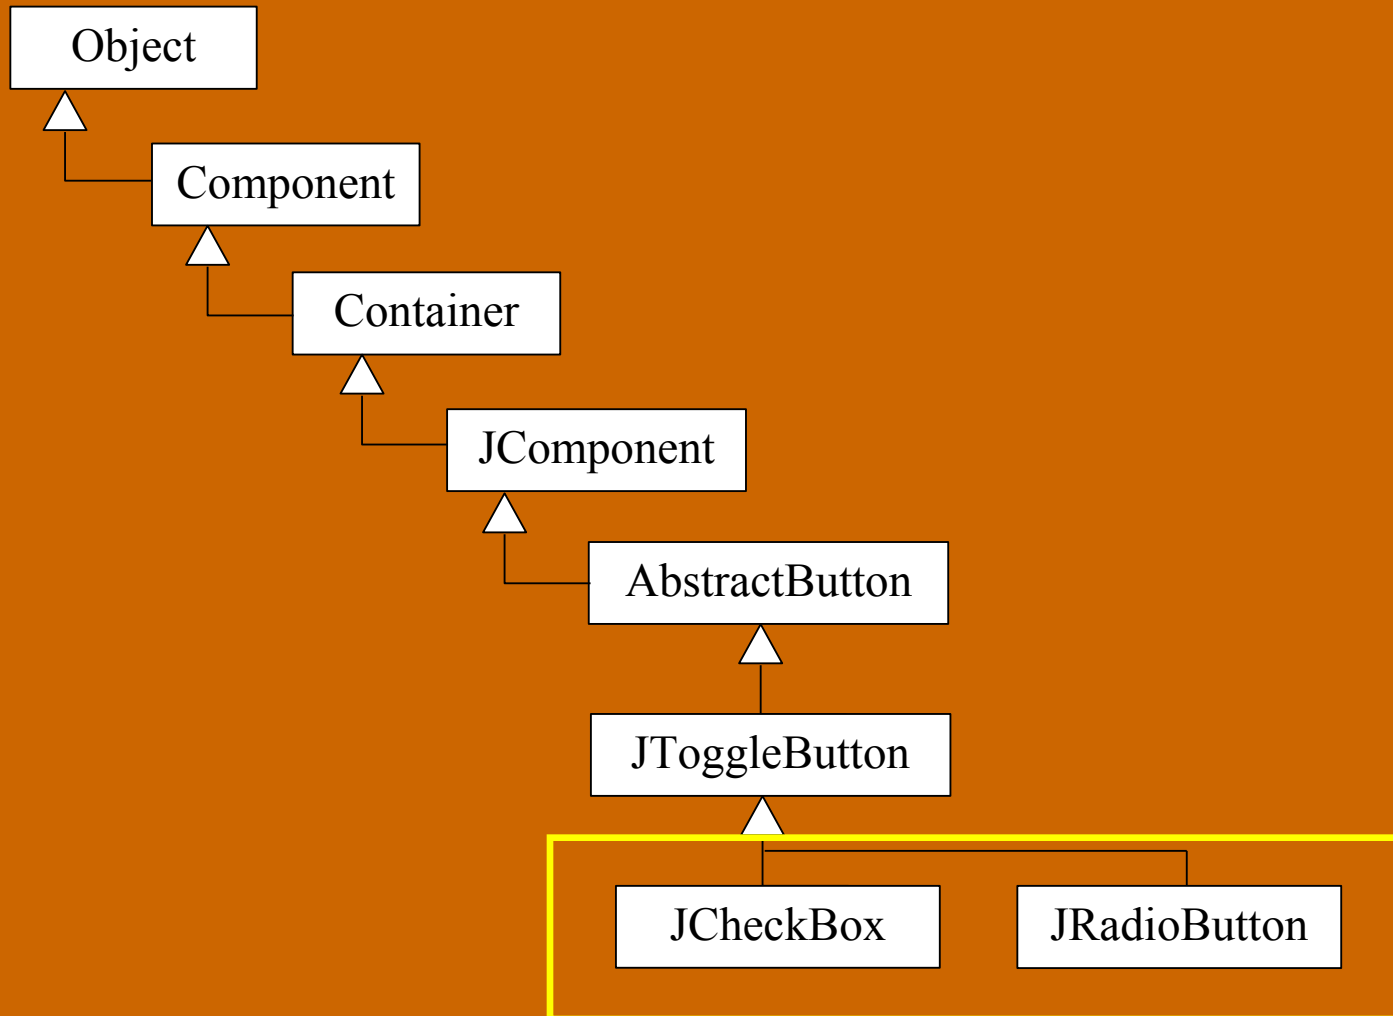 Object
Component
Container
JComponent
AbstractButton
JToggleButton
JCheckBox
JRadioButton